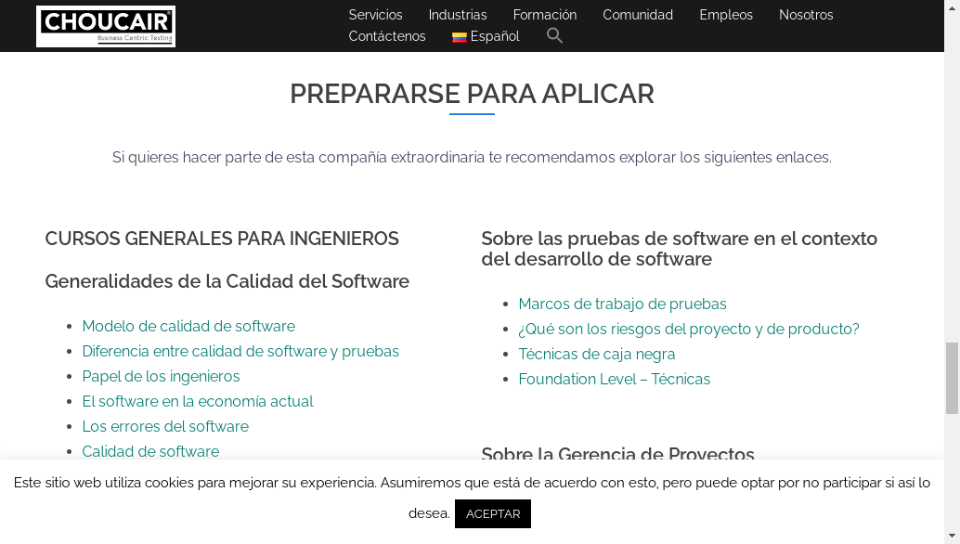 CHOUCAIR
Business Centric Testing
Servicios Industrias Formación Comunidad Empleos Nosotros
Contáctenos Español
PREPARARSE PARA APLICAR
Si quieres hacer parte de esta compañía extraordinaria te recomendamos explorar los siguientes enlaces.
CURSOS GENERALES PARA INGENIEROS
Generalidades de la Calidad del Software
Modelo de calidad de software
Diferencia entre calidad de software y pruebas
Papel de los ingenieros
El software en la economía actual
Los errores del software
Calidad de software
Sobre las pruebas de software en el contexto
del desarrollo de software
Marcos de trabajo de pruebas
¿Qué son los riesgos del proyecto y de producto?
Técnicas de caja negra
Foundation Level – Técnicas
Sobre la Gerencia de Proyectos
Este sitio web utiliza cookies para mejorar su experiencia. Asumiremos que está de acuerdo con esto, pero puede optar por no participar si así lo
desea. ACEPTAR